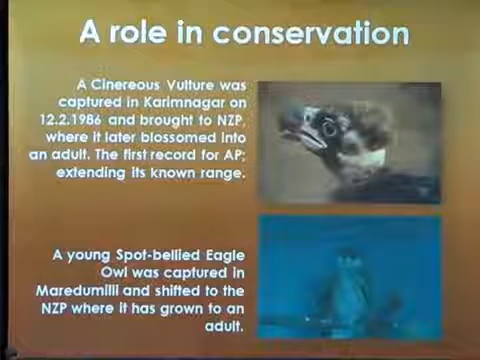 A role in conservation
A Cinereous Vulture was
captured in Karimnagar on
12.2.1986 and brought to NZP,
where it later blossomed into
an adult. The first record for AP;
extending its known range.
A young Spot-bellied Eagle
Owl was captured in
Maredumilli and shifted to the
NZP where it has grown to an
adult.